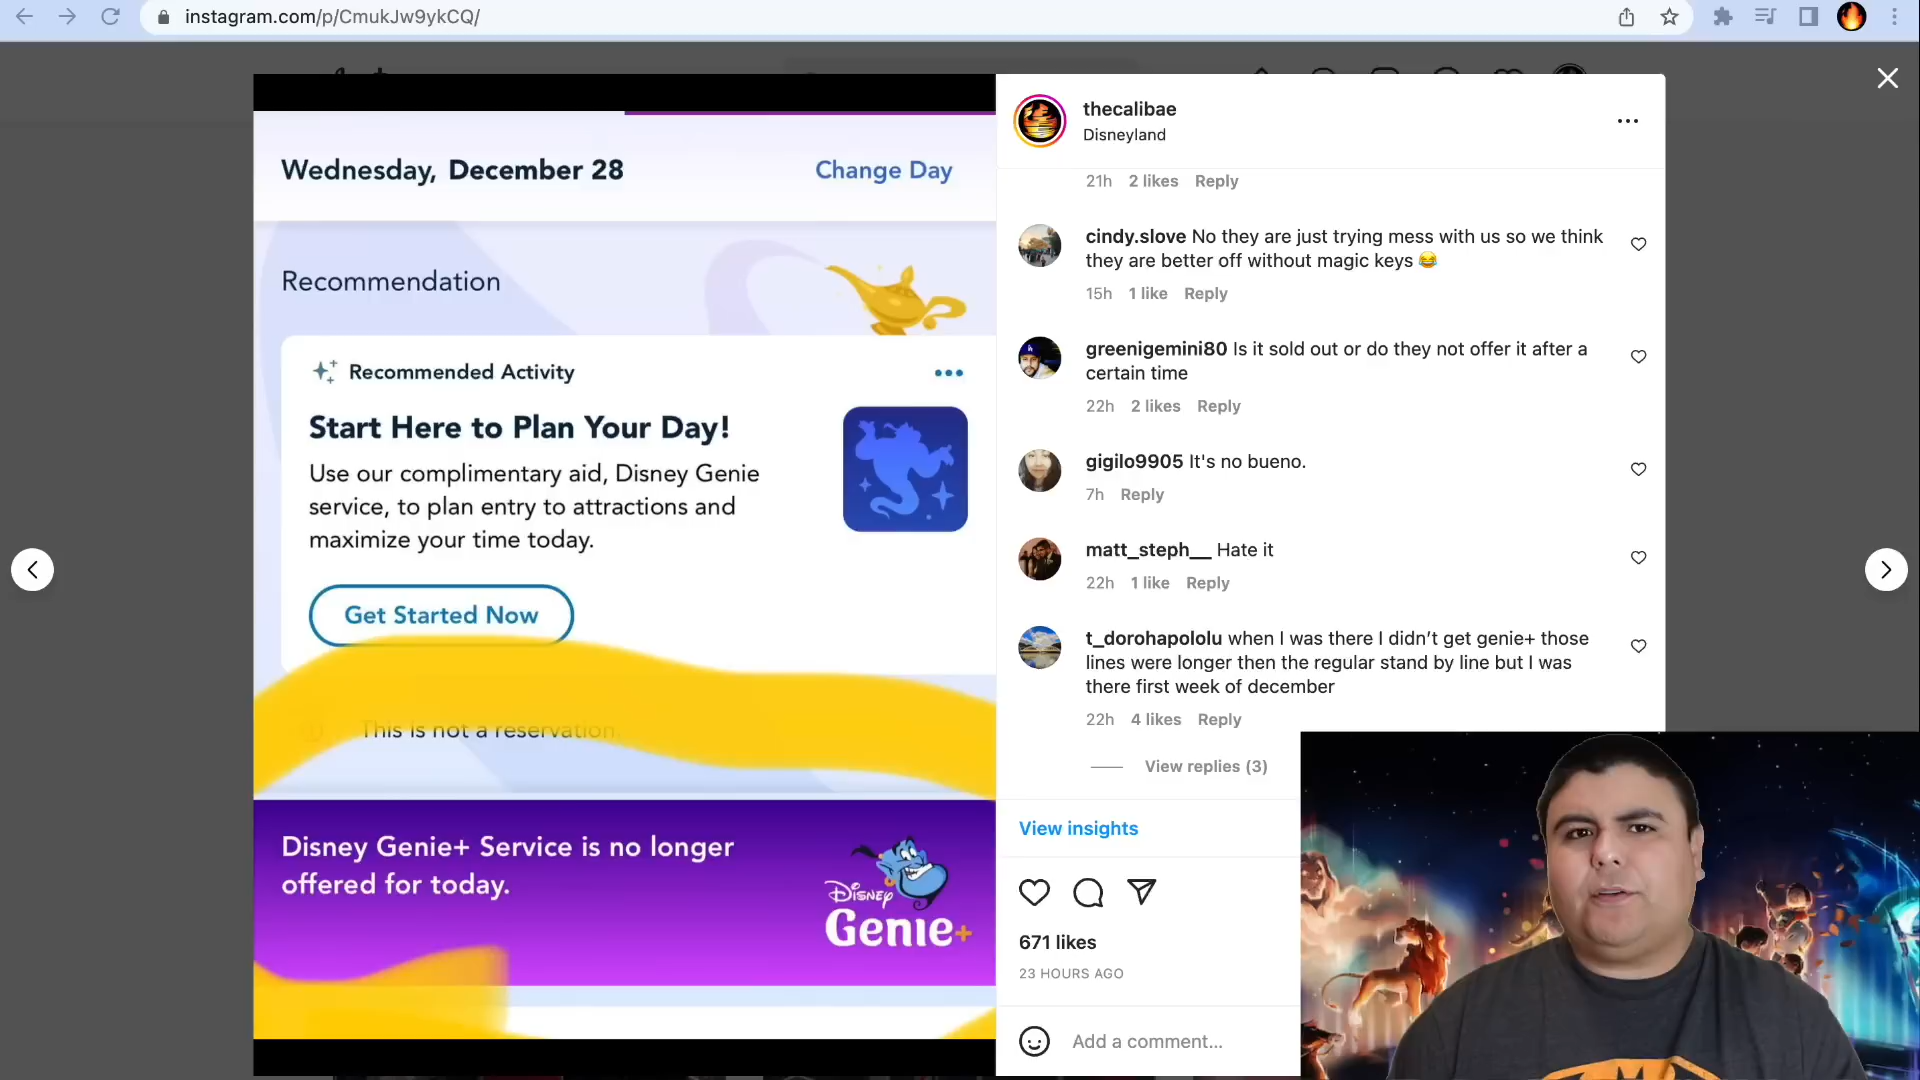 instagram.com/p/CmukJw9ykCQ/
Wednesday, December 28
Change Day
Recommendation
Recommended Activity
Start Here to Plan Your Day!
Use our complimentary aid, Disney Genie
service, to plan entry to attractions and
maximize your time today.
Get Started Now
This is not a reservation.
Disney Genie+ Service is no longer
offered for today.
Disney
Genie+
thecalibae
Disneyland
21h 2 likes Reply
cindy.slove No they are just trying mess with us so we think
they are better off without magic keys 😂
15h 1 like Reply
greenigemini80 Is it sold out or do they not offer it after a
certain time
22h 2 likes Reply
gigilo9905 It's no bueno.
7h Reply
matt_steph__ Hate it
22h 1 like Reply
t_dorohapololu when I was there I didn’t get genie+ those
lines were longer then the regular stand by line but I was
there first week of december
22h 4 likes Reply
View replies (3)
View insights
671 likes
23 HOURS AGO
Add a comment...